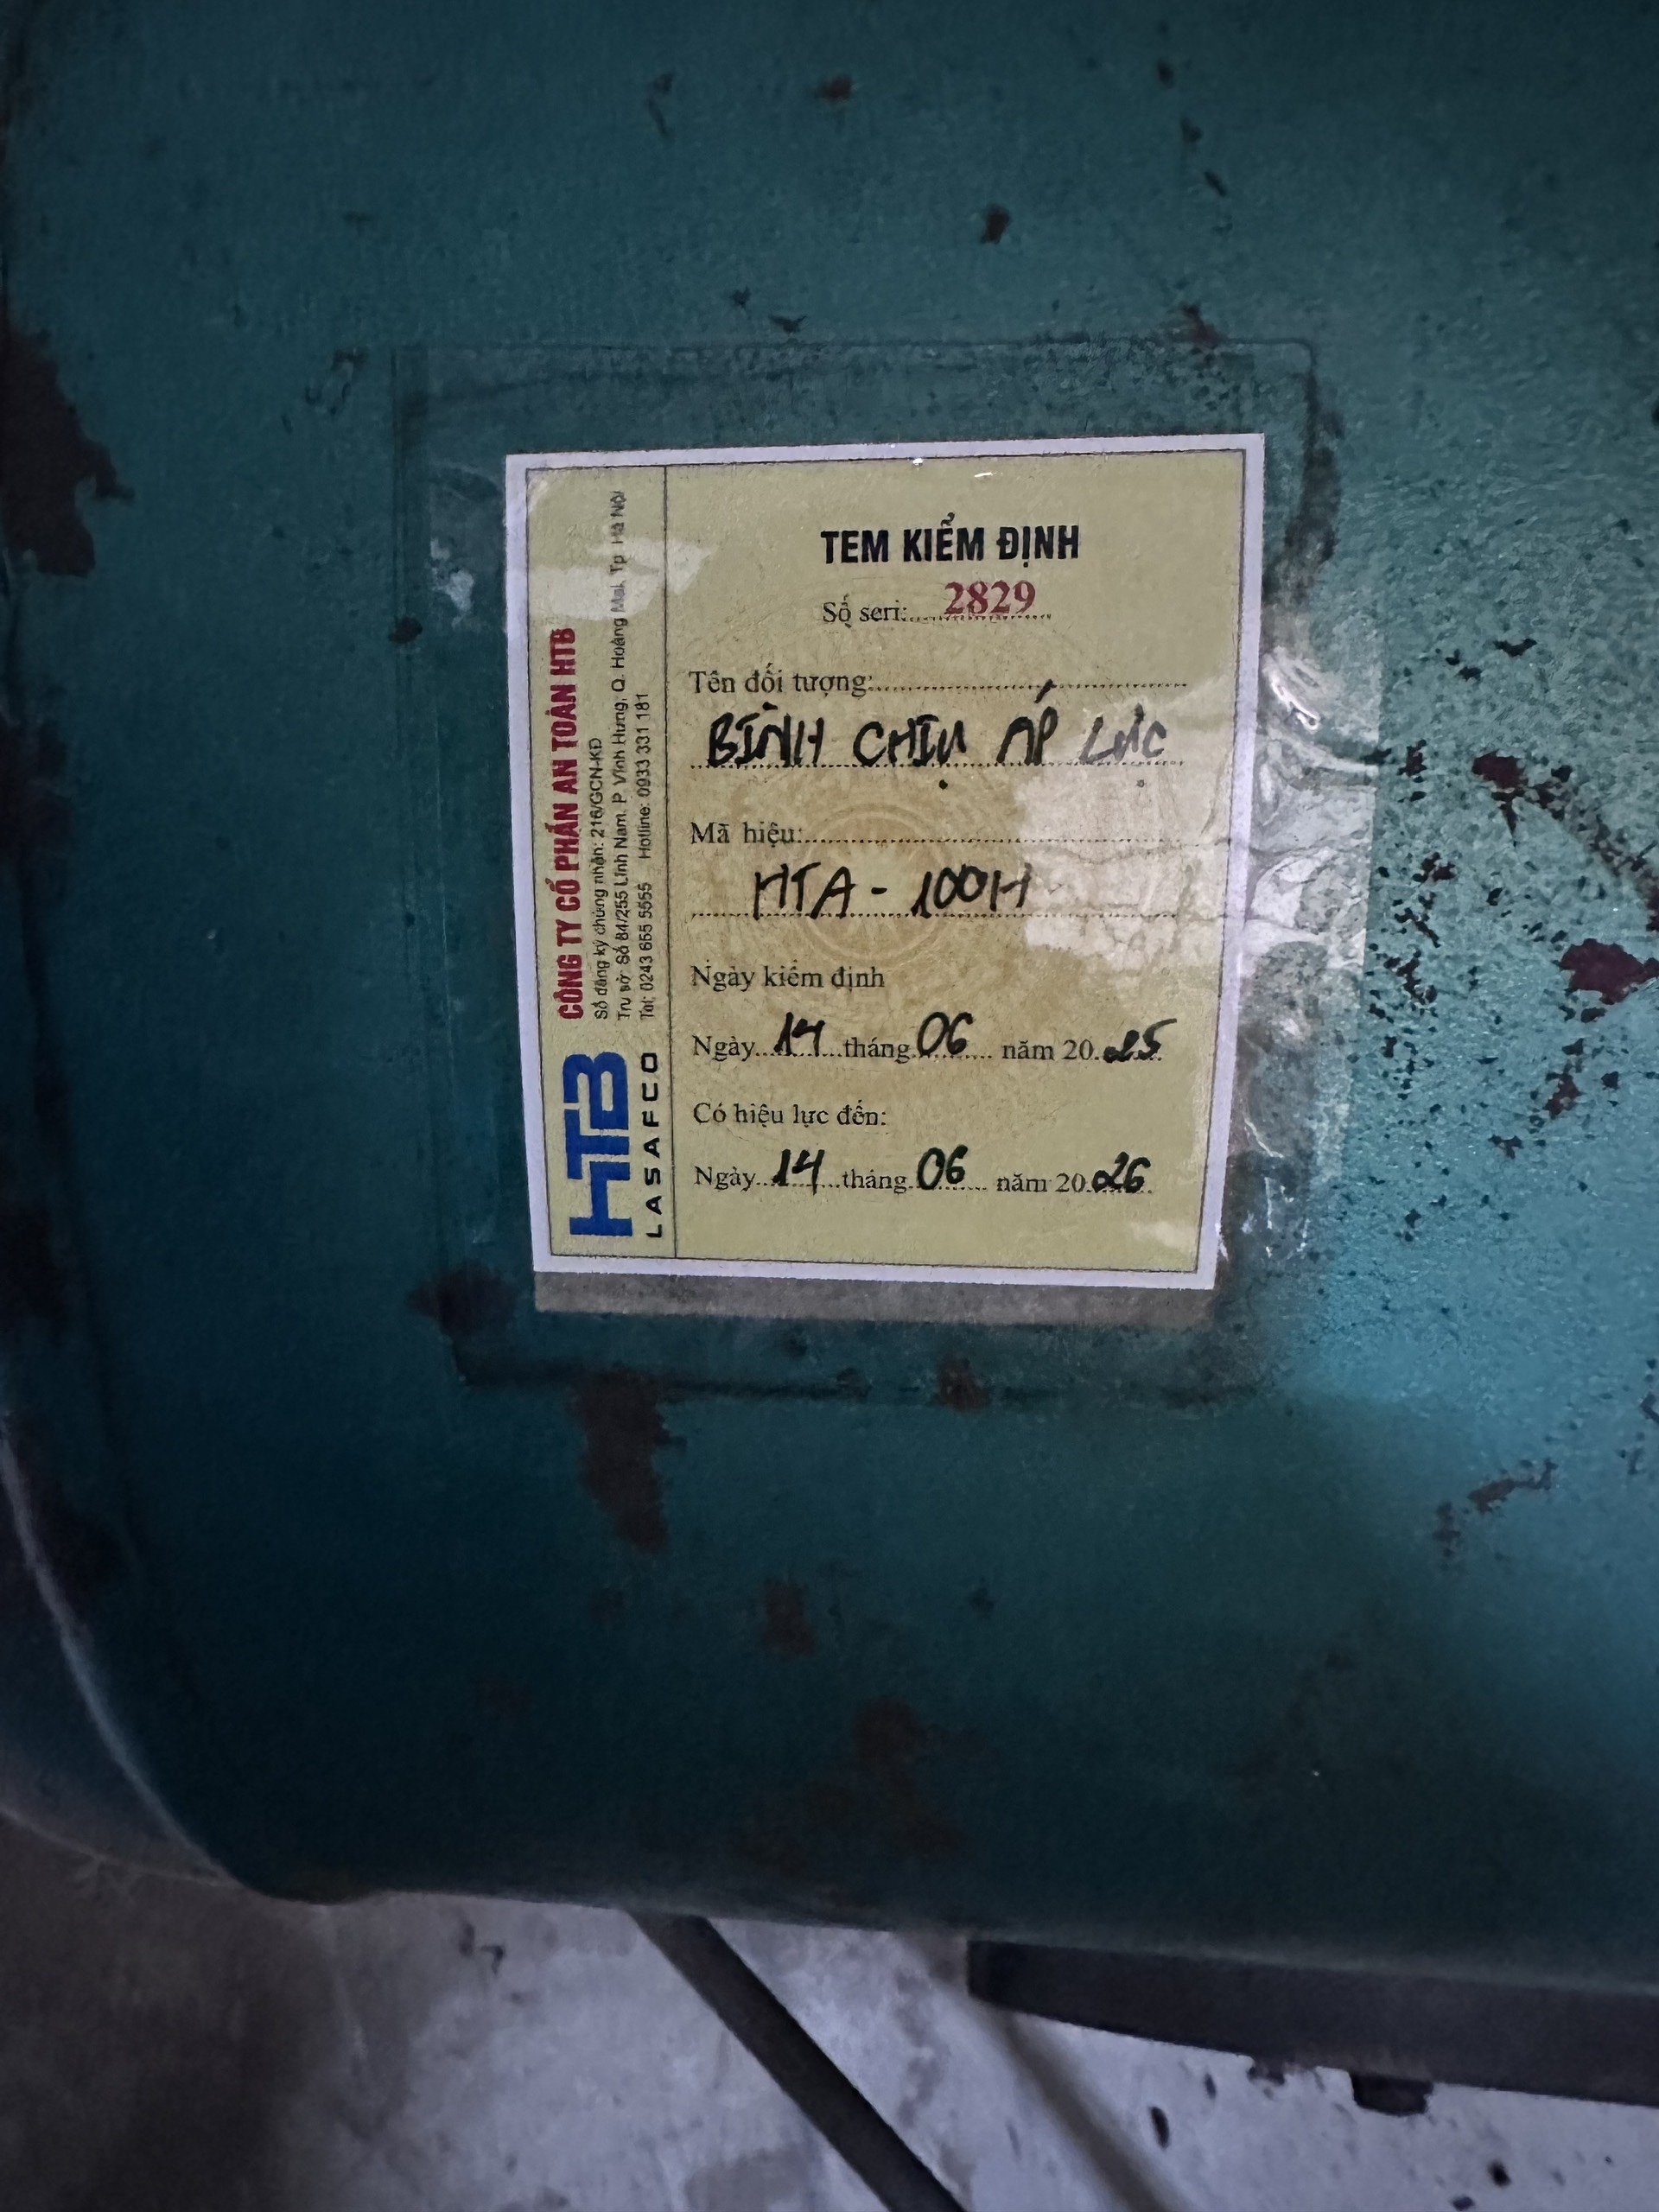 TEM KIỂM ĐỊNH
Số seri: 2829
Tên đối tượng:
BÌNH CHỊU ÁP LỰC
Mã hiệu:
HTA - 100H
Ngày kiểm định
Ngày 14 tháng 06 năm 2025
Có hiệu lực đến:
Ngày 14 tháng 06 năm 2026
HTB
LASAFCO
CÔNG TY CỔ PHẦN AN TOÀN HTB
Số đăng ký chứng nhận: 216/GCN-KĐ
Trụ sở: Số 84/255 Lĩnh Nam, P. Vĩnh Hưng, Q. Hoàng Mai, Tp Hà Nội
Tel: 0243 655 5555 Hotline: 0933 331 181